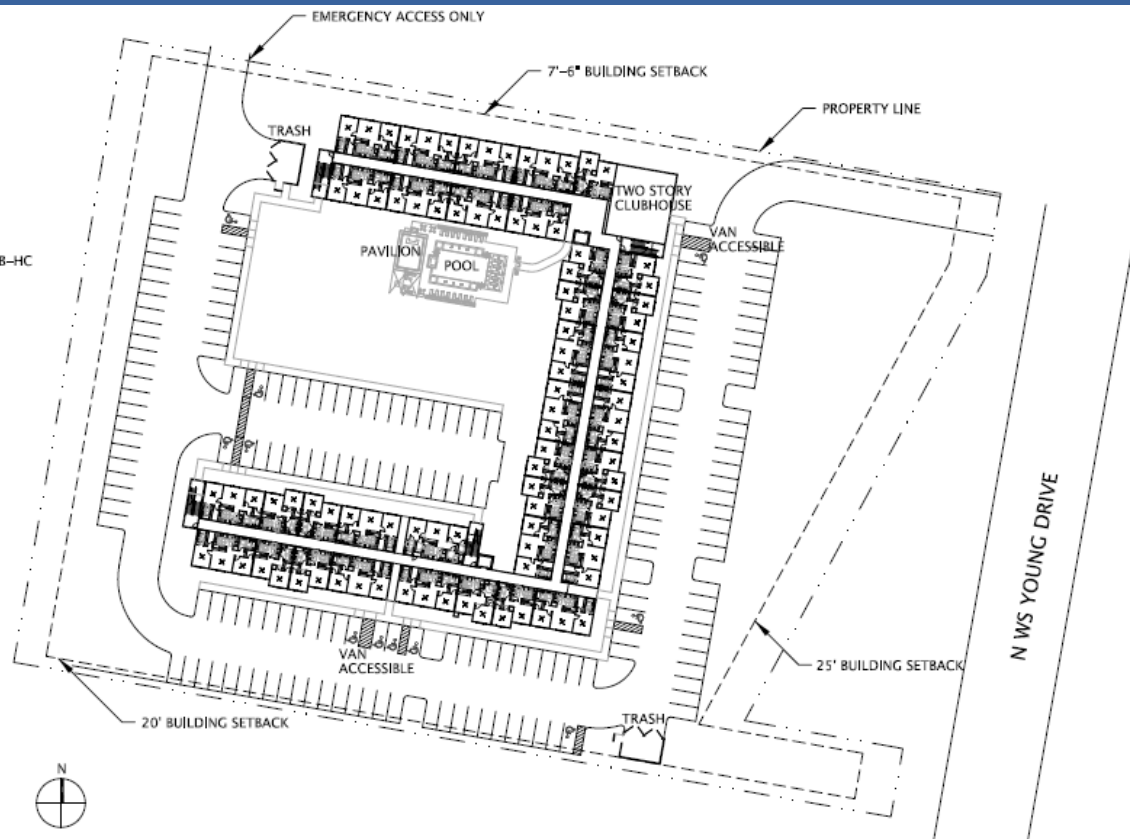 EMERGENCY ACCESS ONLY
7'-6" BUILDING SETBACK
PROPERTY LINE
TRASH
TWO STORY
CLUBHOUSE
VAN
ACCESSIBLE
PAVILION
POOL
B-HC
N WS YOUNG DRIVE
VAN
ACCESSIBLE
25' BUILDING SETBACK
20' BUILDING SETBACK
TRASH
N